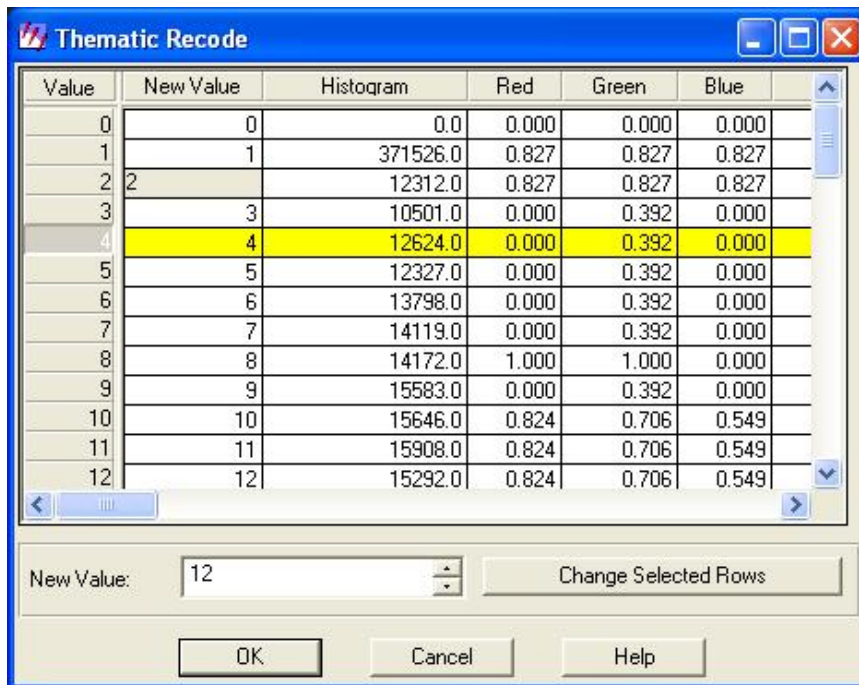 Thematic Recode
Value New Value Histogram Red Green Blue
0 0 0.0 0.000 0.000 0.000
1 1 371526.0 0.827 0.827 0.827
2 2 12312.0 0.827 0.827 0.827
3 3 10501.0 0.000 0.392 0.000
4 4 12624.0 0.000 0.392 0.000
5 5 12327.0 0.000 0.392 0.000
6 6 13798.0 0.000 0.392 0.000
7 7 14119.0 0.000 0.392 0.000
8 8 14172.0 1.000 1.000 0.000
9 9 15583.0 0.000 0.392 0.000
10 10 15646.0 0.824 0.706 0.549
11 11 15908.0 0.824 0.706 0.549
12 12 15292.0 0.824 0.706 0.549
New Value: 12 Change Selected Rows
OK Cancel Help